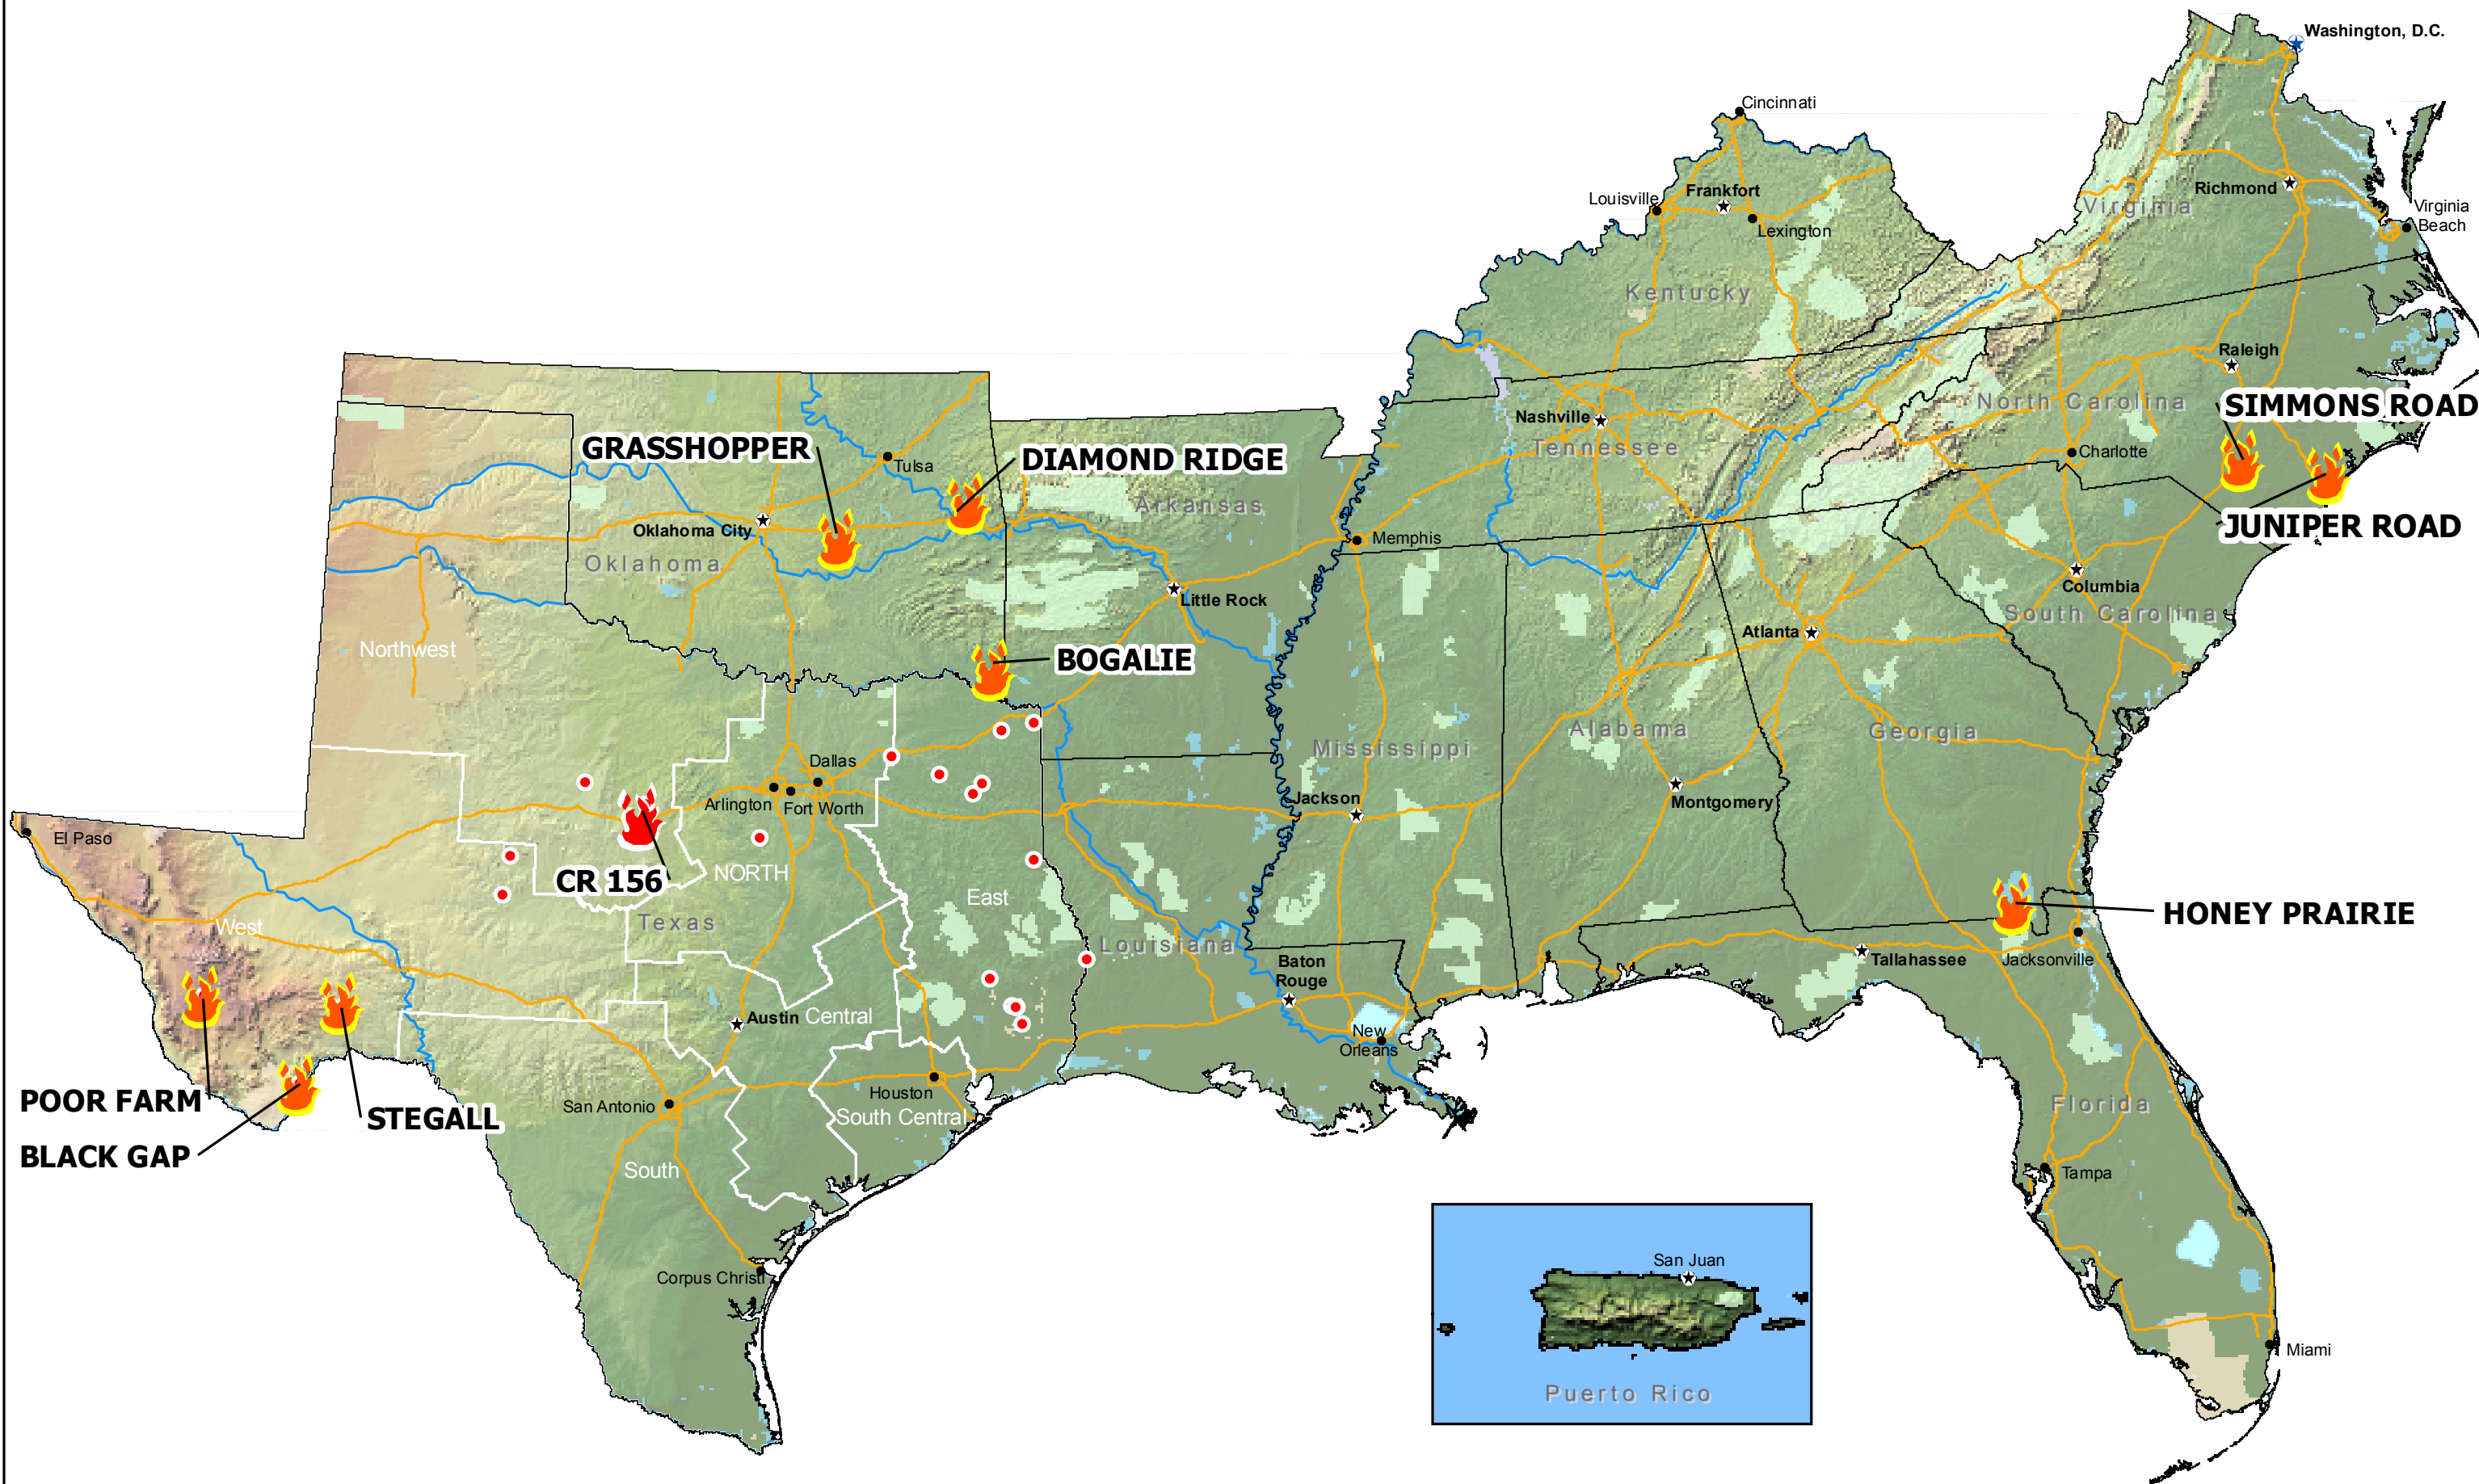 Washington, D.C.
Cincinnati
Louisville
Frankfort
Lexington
Richmond
Virginia
Virginia
Beach
Kentucky
Raleigh
North Carolina
SIMMONS ROAD
Nashville
Tennessee
Charlotte
GRASSHOPPER
Tulsa
DIAMOND RIDGE
Arkansas
Oklahoma City
Oklahoma
Memphis
JUNIPER ROAD
Little Rock
Columbia
South Carolina
Atlanta
Northwest
BOGALIE
Alabama
Georgia
Mississippi
Dallas
Arlington
Fort Worth
Jackson
Montgomery
El Paso
CR 156
NORTH
East
Texas
West
Louisiana
HONEY PRAIRIE
Baton
Rouge
Tallahassee
Jacksonville
Austin
Central
New
Orleans
POOR FARM
STEGALL
San Antonio
Houston
South Central
Florida
BLACK GAP
South
Tampa
Corpus Christi
San Juan
Miami
Puerto Rico